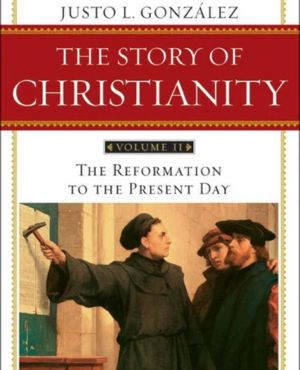 JUSTO L. GONZÁLEZ
THE STORY OF
CHRISTIANITY
VOLUME II
THE REFORMATION
TO THE PRESENT DAY